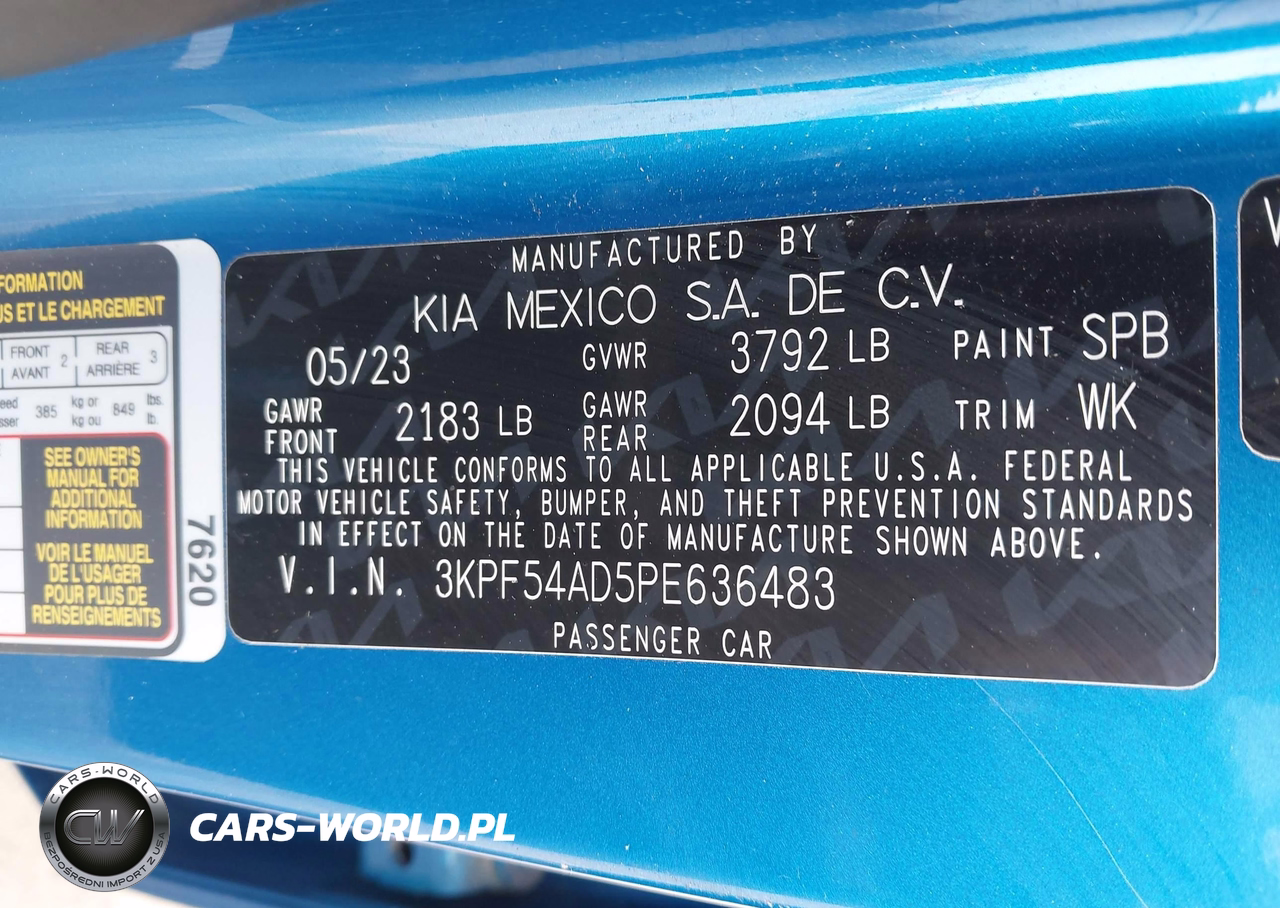 FORMATION
US ET LE CHARGEMENT
FRONT
AVANT
2
REAR
ARRIÈRE
3
385
kg or
kg ou
849
lbs.
lb.
SEE OWNER'S
MANUAL FOR
ADDITIONAL
INFORMATION
VOIR LE MANUEL
DE L'USAGER
POUR PLUS DE
RENSEIGNEMENTS
7620
MANUFACTURED BY
KIA MEXICO S.A. DE C.V.
05/23 GVWR 3792 LB PAINT SPB
GAWR FRONT 2183 LB GAWR REAR 2094 LB TRIM WK
THIS VEHICLE CONFORMS TO ALL APPLICABLE U.S.A. FEDERAL
MOTOR VEHICLE SAFETY, BUMPER, AND THEFT PREVENTION STANDARDS
IN EFFECT ON THE DATE OF MANUFACTURE SHOWN ABOVE.
V.I.N. 3KPF54AD5PE636483
PASSENGER CAR
CARS-WORLD
CW
BEZPOŚREDNI IMPORT Z USA
CARS-WORLD.PL